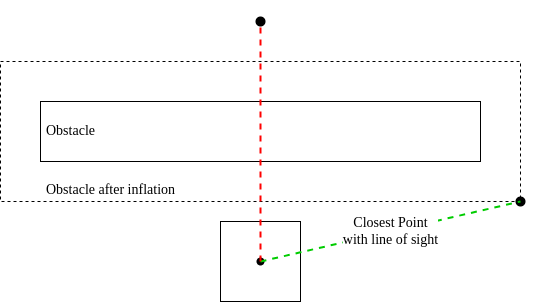 Obstacle
Obstacle after inflation
Closest Point
with line of sight